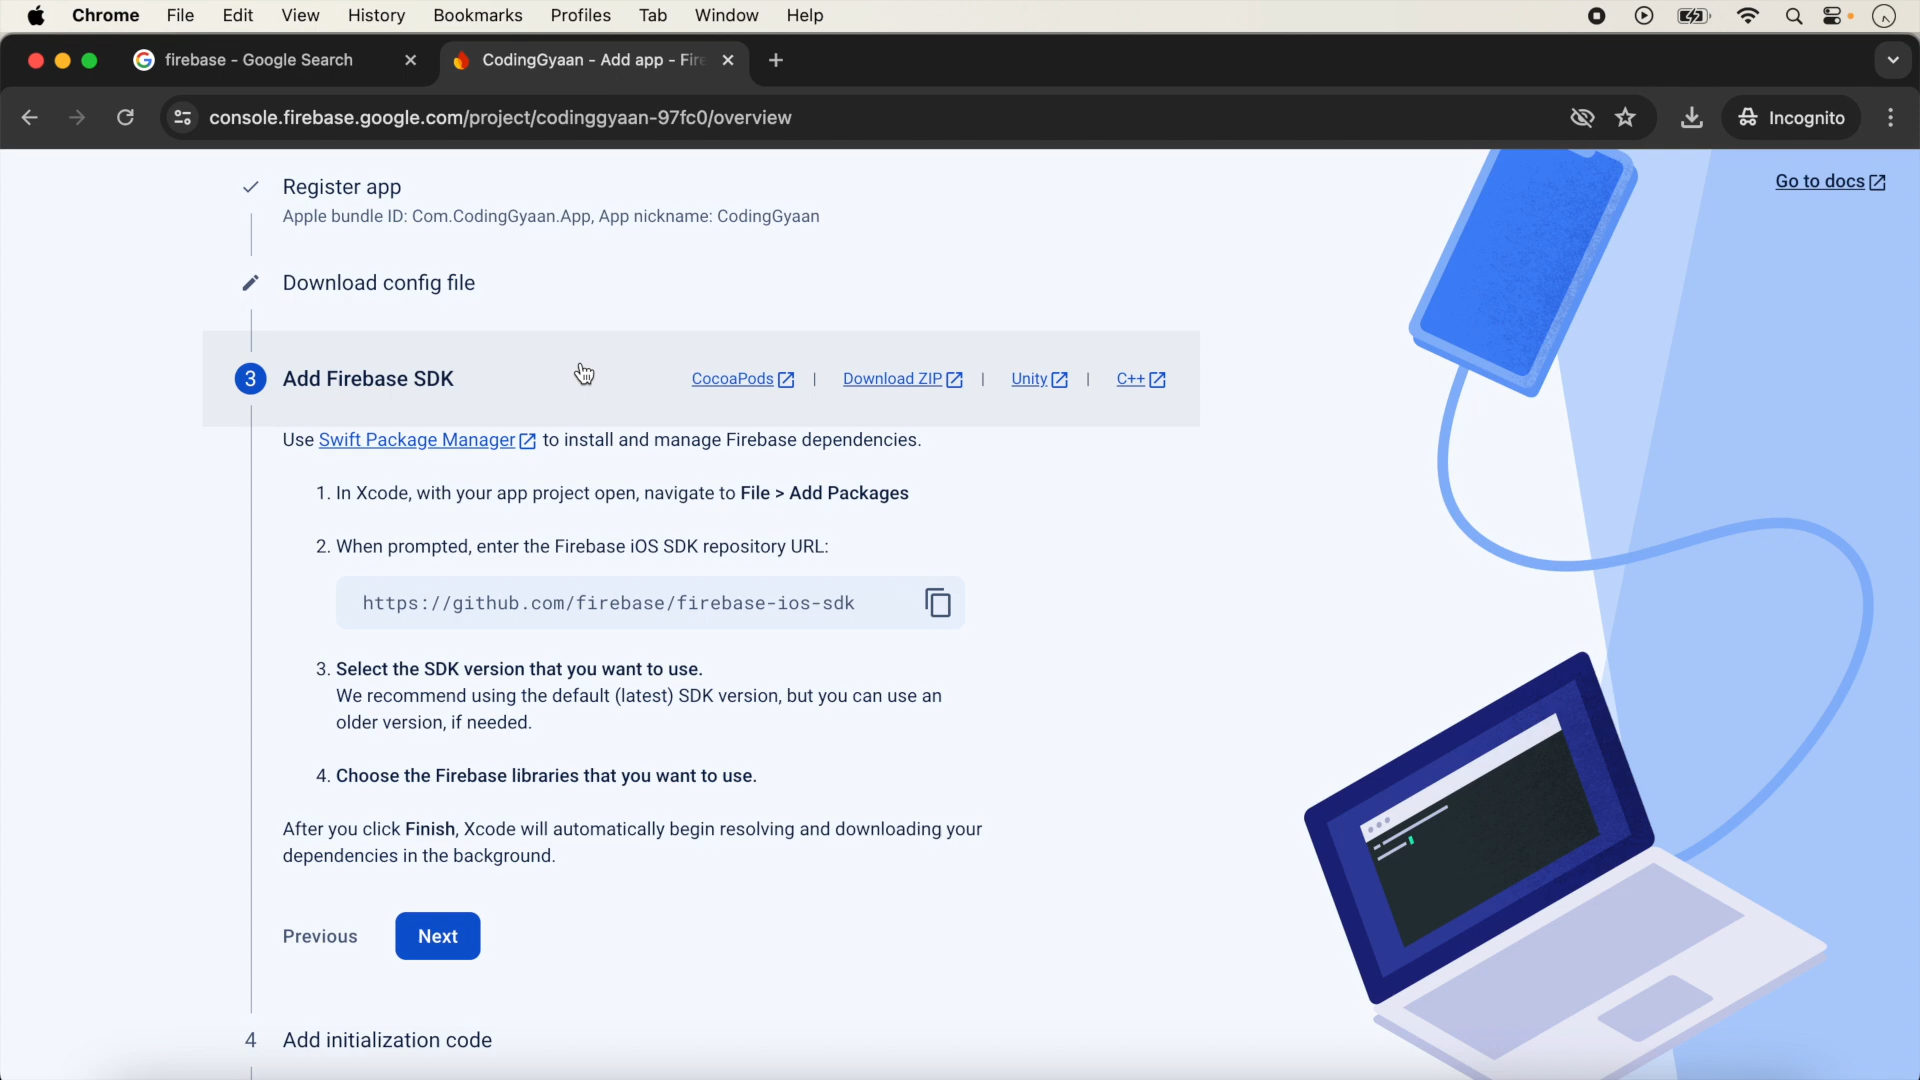 Chrome File Edit View History Bookmarks Profiles Tab Window Help
firebase - Google Search
CodingGyaan - Add app - Fire
console.firebase.google.com/project/codinggyaan-97fc0/overview
Incognito
Go to docs
Register app
Apple bundle ID: Com.CodingGyaan.App, App nickname: CodingGyaan
Download config file
3 Add Firebase SDK CocoaPods | Download ZIP | Unity | C++
Use Swift Package Manager to install and manage Firebase dependencies.
1. In Xcode, with your app project open, navigate to File > Add Packages
2. When prompted, enter the Firebase iOS SDK repository URL:
https://github.com/firebase/firebase-ios-sdk
3. Select the SDK version that you want to use.
We recommend using the default (latest) SDK version, but you can use an
older version, if needed.
4. Choose the Firebase libraries that you want to use.
After you click Finish, Xcode will automatically begin resolving and downloading your
dependencies in the background.
Previous Next
4 Add initialization code